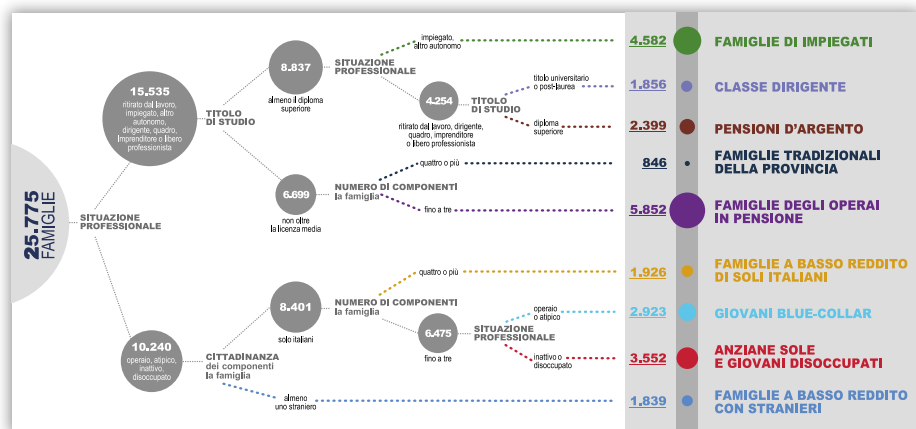 25.775
FAMIGLIE
SITUAZIONE
PROFESSIONALE
15.535
ritirato dal lavoro,
impiegato, altro
autonomo,
dirigente, quadro,
Imprenditore o libero
professionista
TITOLO
DI STUDIO
8.837
almeno il diploma
superiore
SITUAZIONE
PROFESSIONALE
impiegato,
altro autonomo
4.582
FAMIGLIE DI IMPIEGATI
4.254
ritirato dal lavoro, dirigente,
quadro, imprenditore
o libero professionista
TITOLO
DI STUDIO
titolo universitario
o post-laurea
1.856
CLASSE DIRIGENTE
diploma
superiore
2.399
PENSIONI D'ARGENTO
6.699
non oltre
la licenza media
NUMERO DI COMPONENTI
la famiglia
quattro o più
846
FAMIGLIE TRADIZIONALI
DELLA PROVINCIA
fino a tre
5.852
FAMIGLIE DEGLI OPERAI
IN PENSIONE
10.240
operaio, atipico,
inattivo,
disoccupato
CITTADINANZA
dei componenti
la famiglia
8.401
solo italiani
NUMERO DI COMPONENTI
la famiglia
quattro o più
1.926
FAMIGLIE A BASSO REDDITO
DI SOLI ITALIANI
6.475
fino a tre
SITUAZIONE
PROFESSIONALE
operaio
o atipico
2.923
GIOVANI BLUE-COLLAR
inattivo o
disoccupato
3.552
ANZIANE SOLE
E GIOVANI DISOCCUPATI
almeno
uno straniero
1.839
FAMIGLIE A BASSO REDDITO
CON STRANIERI